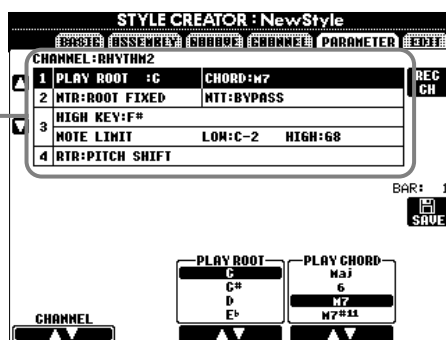 STYLE CREATOR : NewStyle
BASIC ASSEMBLY GROOVE CHANNEL PARAMETER EDIT
CHANNEL:RHYTHM2
1 PLAY ROOT :G CHORD:M7
2 NTR:ROOT FIXED NTT:BYPASS
3 HIGH KEY:F#
NOTE LIMIT LOW:C-2 HIGH:G8
4 RTR:PITCH SHIFT
REC
CH
BAR: 1
SAVE
PLAY ROOT PLAY CHORD
C Maj
C# 6
D M7
E♭ M7#11
CHANNEL